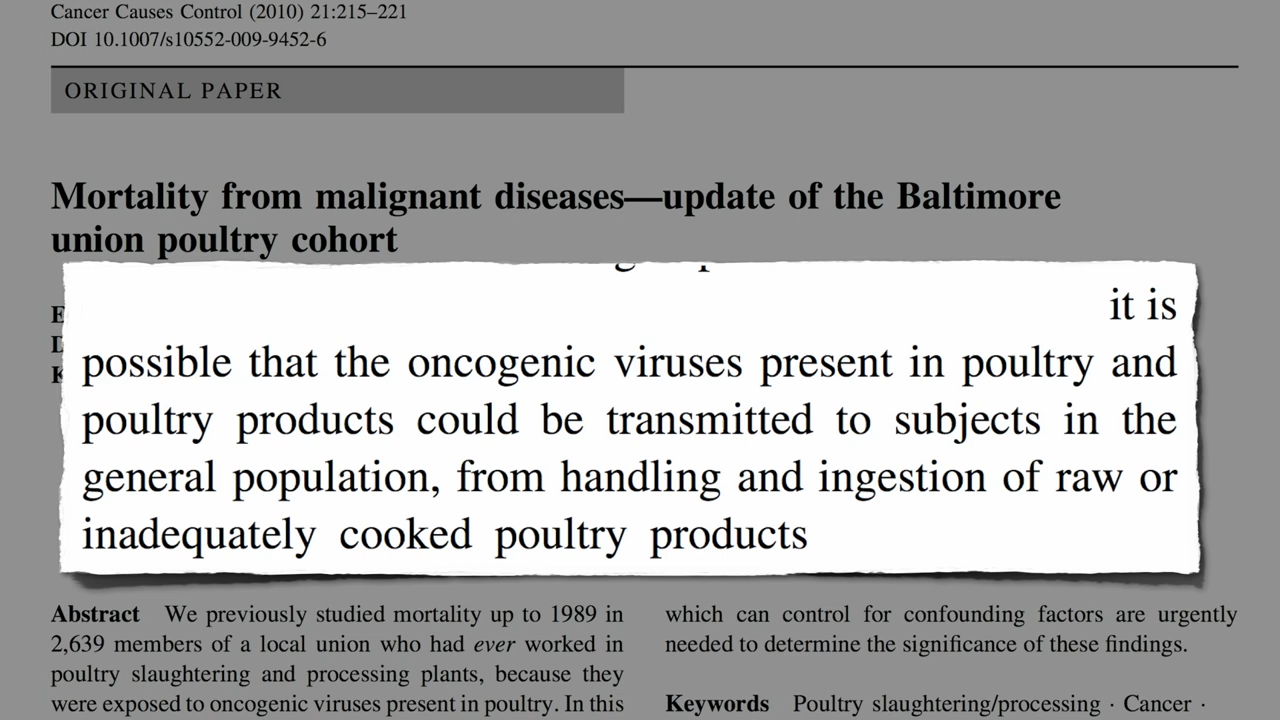 Cancer Causes Control (2010) 21:215–221
DOI 10.1007/s10552-009-9452-6
ORIGINAL PAPER
Mortality from malignant diseases—update of the Baltimore
union poultry cohort
it is
possible that the oncogenic viruses present in poultry and
poultry products could be transmitted to subjects in the
general population, from handling and ingestion of raw or
inadequately cooked poultry products
Abstract We previously studied mortality up to 1989 in
2,639 members of a local union who had ever worked in
poultry slaughtering and processing plants, because they
were exposed to oncogenic viruses present in poultry. In this
which can control for confounding factors are urgently
needed to determine the significance of these findings.
Keywords Poultry slaughtering/processing · Cancer ·